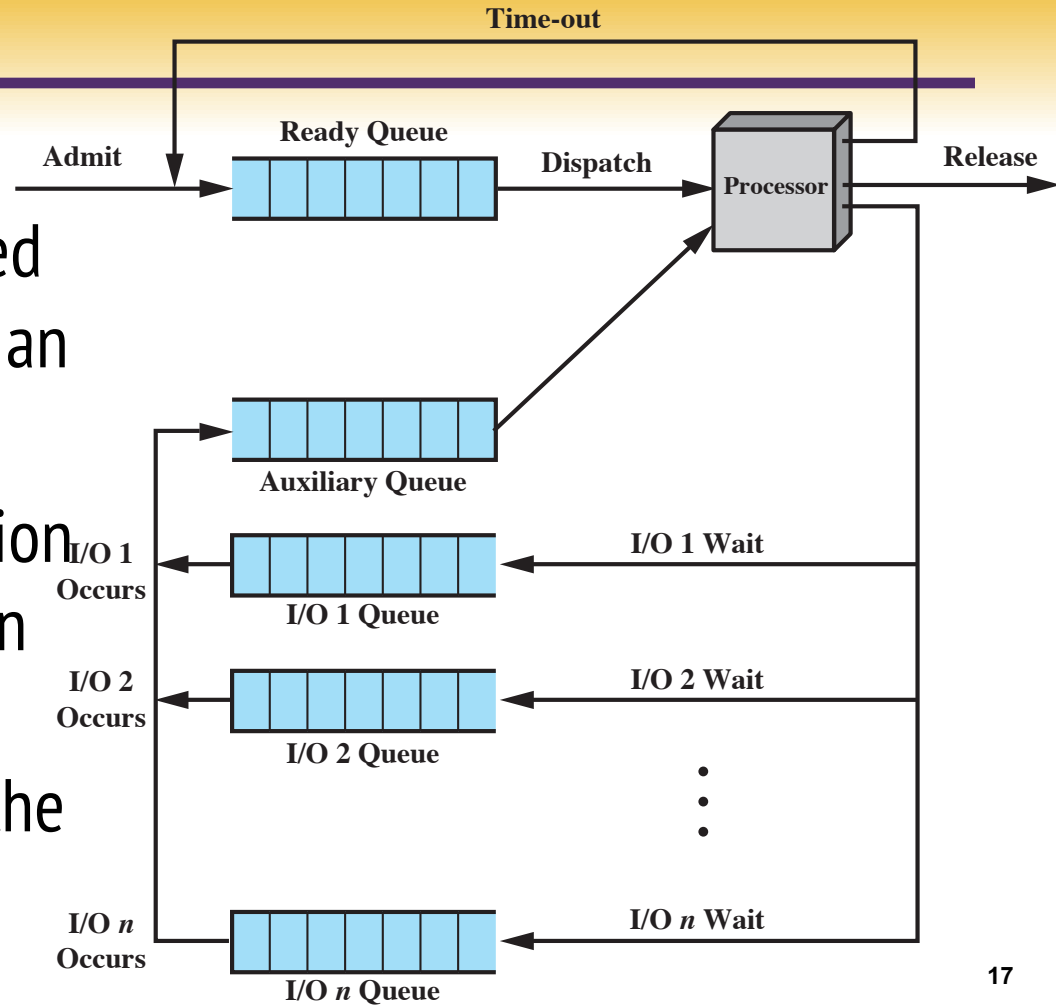 Time-out
Ready Queue
Admit
Dispatch
Processor
Release
ed
an
Auxiliary Queue
ion
I/O 1
Occurs
I/O 1 Wait
I/O 1 Queue
n
I/O 2
Occurs
I/O 2 Wait
I/O 2 Queue
he
I/O n
Occurs
I/O n Wait
I/O n Queue
17